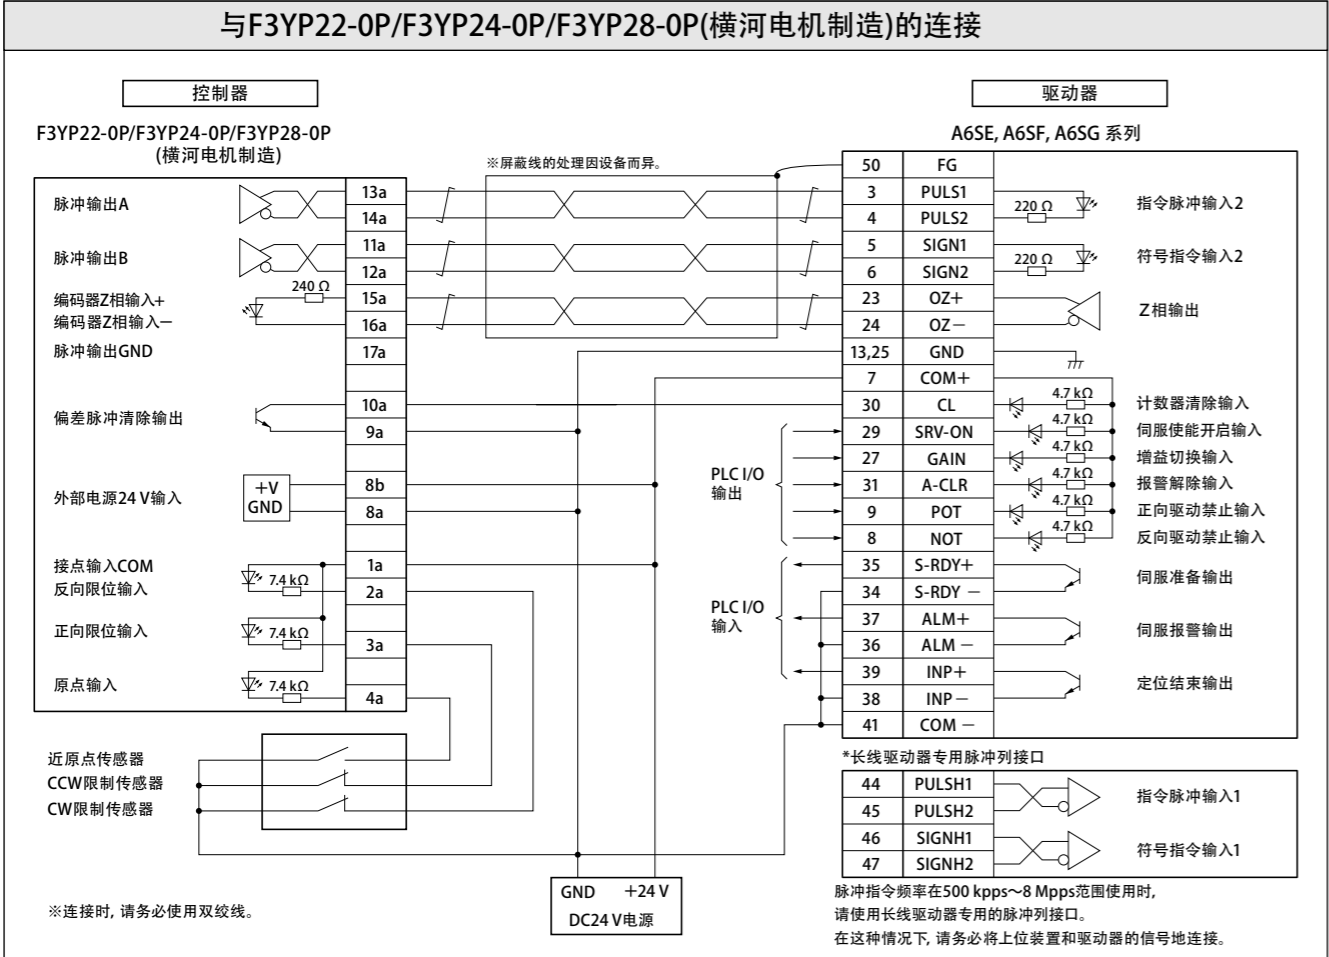 与F3YP22-0P/F3YP24-0P/F3YP28-0P(横河电机制造)的连接
控制器
驱动器
F3YP22-0P/F3YP24-0P/F3YP28-0P
(横河电机制造)
A6SE, A6SF, A6SG 系列
※屏蔽线的处理因设备而异。
50 FG
脉冲输出A 13a 3 PULS1
14a 4 PULS2 220 Ω 指令脉冲输入2
脉冲输出B 11a 5 SIGN1
12a 6 SIGN2 220 Ω 符号指令输入2
240 Ω
编码器Z相输入+ 15a 23 OZ+
编码器Z相输入− 16a 24 OZ− Z相输出
脉冲输出GND 17a 13,25 GND
7 COM+
偏差脉冲清除输出 10a 30 CL 4.7 kΩ 计数器清除输入
9a 29 SRV-ON 4.7 kΩ 伺服使能开启输入
27 GAIN 4.7 kΩ 增益切换输入
PLC I/O
输出
外部电源24 V输入 +V 8b 31 A-CLR 4.7 kΩ 报警解除输入
GND 8a 9 POT 4.7 kΩ 正向驱动禁止输入
8 NOT 4.7 kΩ 反向驱动禁止输入
接点输入COM 1a 35 S-RDY+
反向限位输入 7.4 kΩ 2a 34 S-RDY − 伺服准备输出
PLC I/O
输入
37 ALM+
正向限位输入 7.4 kΩ 3a 36 ALM − 伺服报警输出
39 INP+
原点输入 7.4 kΩ 4a 38 INP− 定位结束输出
41 COM −
近原点传感器
CCW限制传感器
CW限制传感器
*长线驱动器专用脉冲列接口
44 PULSH1
45 PULSH2 指令脉冲输入1
46 SIGNH1
47 SIGNH2 符号指令输入1
GND +24 V
DC24 V电源
※连接时, 请务必使用双绞线。
脉冲指令频率在500 kpps～8 Mpps范围使用时,
请使用长线驱动器专用的脉冲列接口。
在这种情况下, 请务必将上位装置和驱动器的信号地连接。